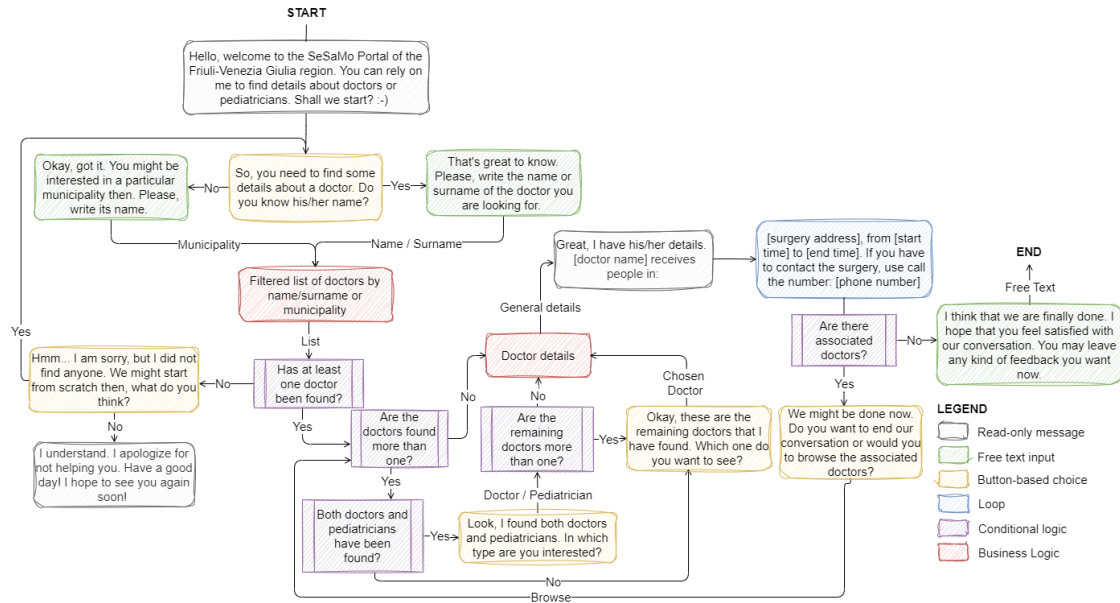 START
Hello, welcome to the SeSaMo Portal of the
Friuli-Venezia Giulia region. You can rely on
me to find details about doctors or
pediatricians. Shall we start? :-)
Okay, got it. You might be
interested in a particular
municipality then. Please,
write its name.
No
So, you need to find some
details about a doctor. Do
you know his/her name?
Yes
That's great to know.
Please, write the name or
surname of the doctor you
are looking for.
Municipality
Name / Surname
Filtered list of doctors by
name/surname or
municipality
List
Yes
Hmm... I am sorry, but I did not
find anyone. We might start
from scratch then, what do you
think?
No
Has at least
one doctor
been found?
No
I understand. I apologize for
not helping you. Have a good
day! I hope to see you again
soon!
Yes
Are the
doctors found
more than
one?
No
Yes
Both doctors and
pediatricians
have been
found?
Yes
Look, I found both doctors
and pediatricians. In which
type are you interested?
Doctor / Pediatrician
Are the
remaining
doctors more
than one?
No
Yes
Okay, these are the
remaining doctors that I
have found. Which one do
you want to see?
Chosen
Doctor
Doctor details
General details
Great, I have his/her details.
[doctor name] receives
people in:
[surgery address], from [start
time] to [end time]. If you have
to contact the surgery, use call
the number: [phone number]
Are there
associated
doctors?
No
Yes
We might be done now.
Do you want to end our
conversation or would you
to browse the associated
doctors?
No
Browse
END
Free Text
I think that we are finally done. I
hope that you feel satisfied with
our conversation. You may leave
any kind of feedback you want
now.
LEGEND
Read-only message
Free text input
Button-based choice
Loop
Conditional logic
Business Logic